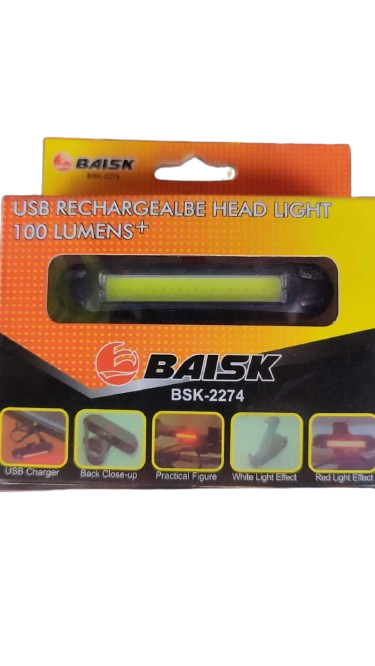 BAISK
BSK-2274
USB RECHARGEALBE HEAD LIGHT
100 LUMENS+
BAISK
BSK-2274
USB Charger
Back Close-up
Practical Figure
White Light Effect
Red Light Effect